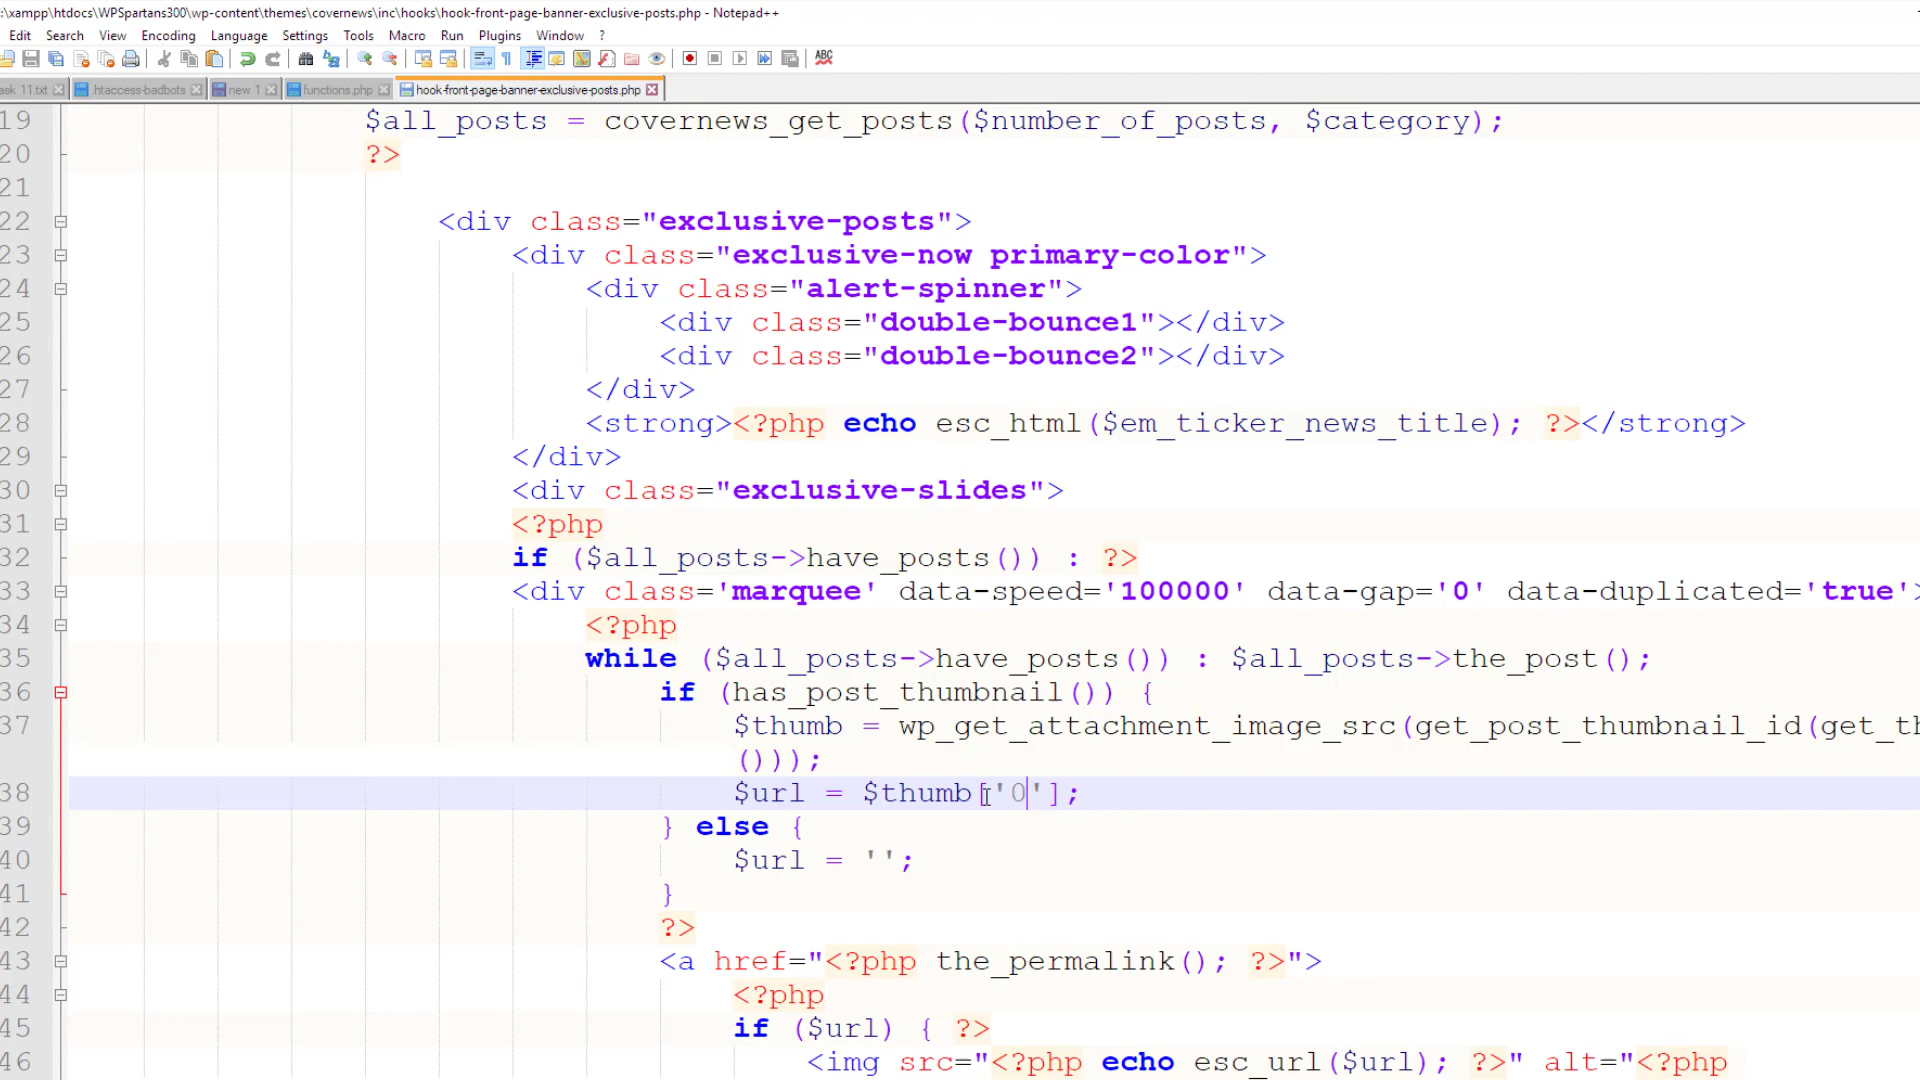 :\xampp\htdocs\WPSpartans300\wp-content\themes\covernews\inc\hooks\hook-front-page-banner-exclusive-posts.php - Notepad++
Edit Search View Encoding Language Settings Tools Macro Run Plugins Window ?
ABC
ask 11.txt .htaccess-badbots new 1 functions.php hook-front-page-banner-exclusive-posts.php
19 $all_posts = covernews_get_posts($number_of_posts, $category);
20 ?>
21
22 <div class="exclusive-posts">
23 <div class="exclusive-now primary-color">
24 <div class="alert-spinner">
25 <div class="double-bounce1"></div>
26 <div class="double-bounce2"></div>
27 </div>
28 <strong><?php echo esc_html($em_ticker_news_title); ?></strong>
29 </div>
30 <div class="exclusive-slides">
31 <?php
32 if ($all_posts->have_posts()) : ?>
33 <div class='marquee' data-speed='100000' data-gap='0' data-duplicated='true'>
34 <?php
35 while ($all_posts->have_posts()) : $all_posts->the_post();
36 if (has_post_thumbnail()) {
37 $thumb = wp_get_attachment_image_src(get_post_thumbnail_id(get_th
()));
38 $url = $thumb['0'];
39 } else {
40 $url = '';
41 }
42 ?>
43 <a href="<?php the_permalink(); ?>">
44 <?php
45 if ($url) { ?>
46 <img src="<?php echo esc_url($url); ?>" alt="<?php